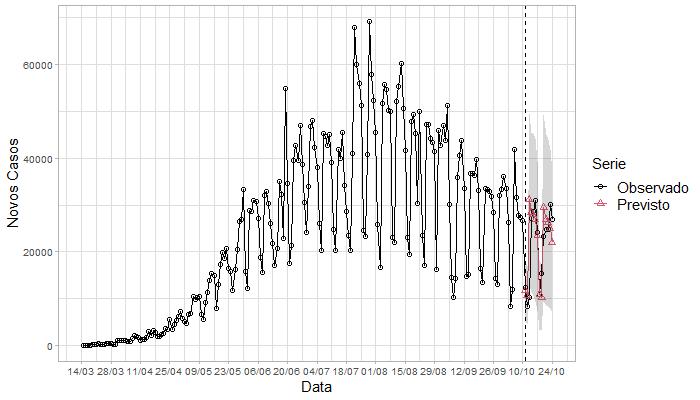 Novos Casos
60000
40000
20000
0
14/03 28/03 11/04 25/04 09/05 23/05 06/06 20/06 04/07 18/07 01/08 15/08 29/08 12/09 26/09 10/10 24/10
Data
Serie
Observado
Previsto